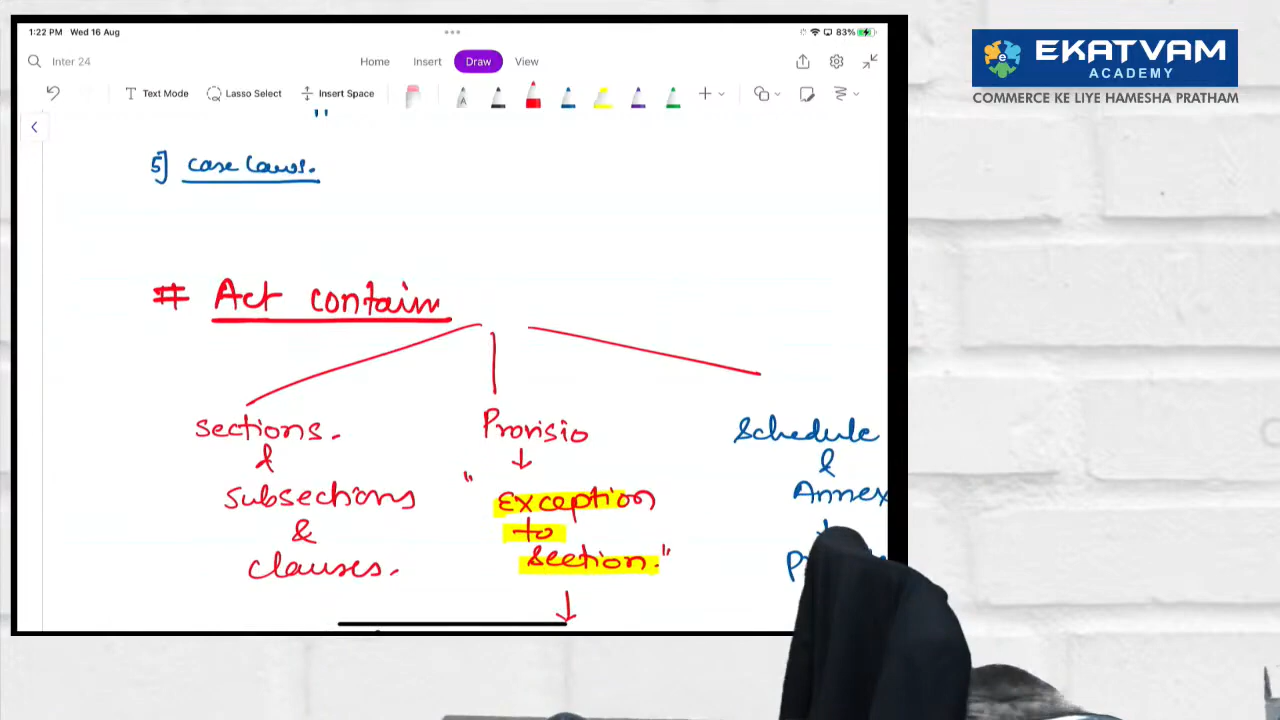 1:22 PM Wed 16 Aug
83%
Inter 24
Home Insert Draw View
Text Mode Lasso Select Insert Space
"
5] case laws.
# Act contain
sections.
&
subsections
&
clauses.
Provisio
"Exception
to
section."
Schedule
&
Annex
EKATVAM
ACADEMY
COMMERCE KE LIYE HAMESHA PRATHAM